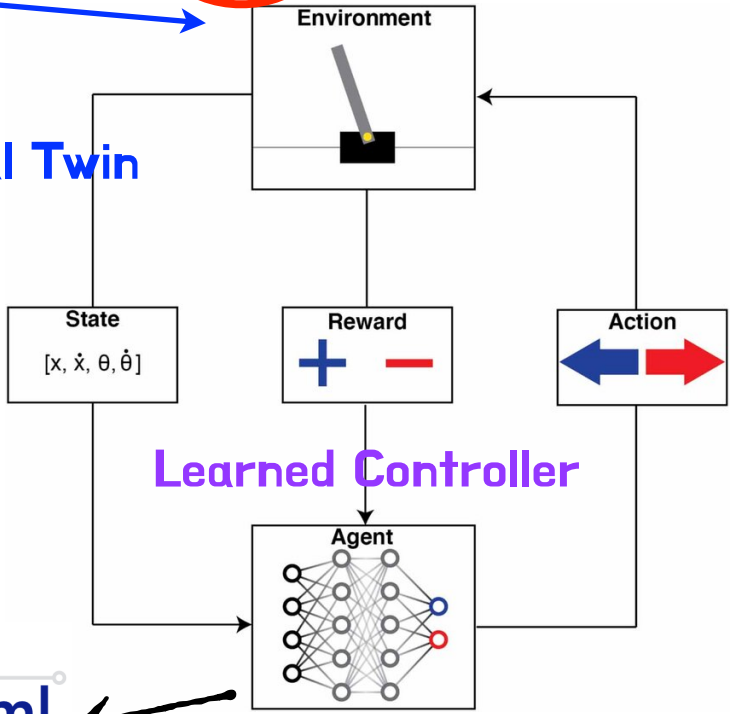 Environment
l Twin
State
[x, ẋ, θ, θ̇]
Reward
+ −
Action
Learned Controller
Agent
ml